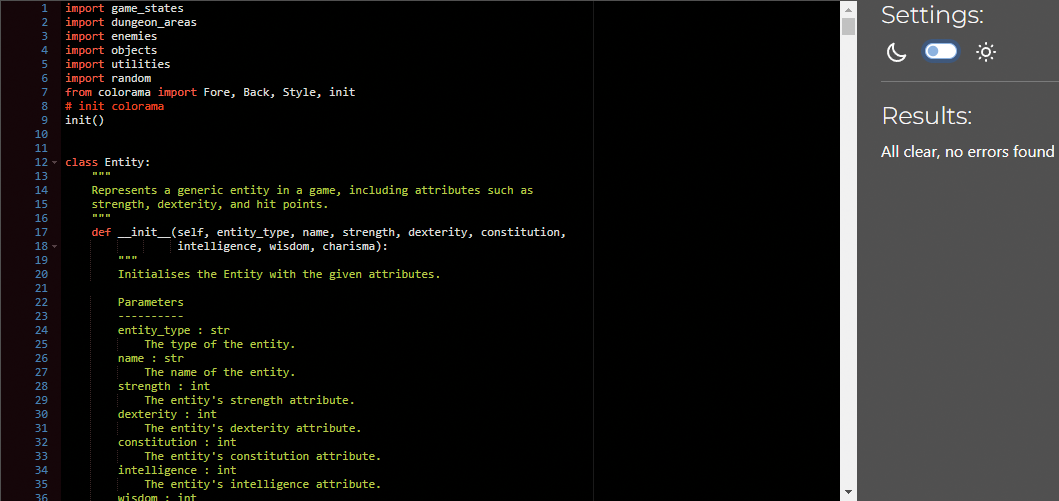 1 import game_states
2 import dungeon_areas
3 import enemies
4 import objects
5 import utilities
6 import random
7 from colorama import Fore, Back, Style, init
8 # init colorama
9 init()
10
11
12 class Entity:
13 """
14 Represents a generic entity in a game, including attributes such as
15 strength, dexterity, and hit points.
16 """
17 def __init__(self, entity_type, name, strength, dexterity, constitution,
18 intelligence, wisdom, charisma):
19 """
20 Initialises the Entity with the given attributes.
21
22 Parameters
23 ----------
24 entity_type : str
25 The type of the entity.
26 name : str
27 The name of the entity.
28 strength : int
29 The entity's strength attribute.
30 dexterity : int
31 The entity's dexterity attribute.
32 constitution : int
33 The entity's constitution attribute.
34 intelligence : int
35 The entity's intelligence attribute.
36 wisdom : int
Settings:
Results:
All clear, no errors found